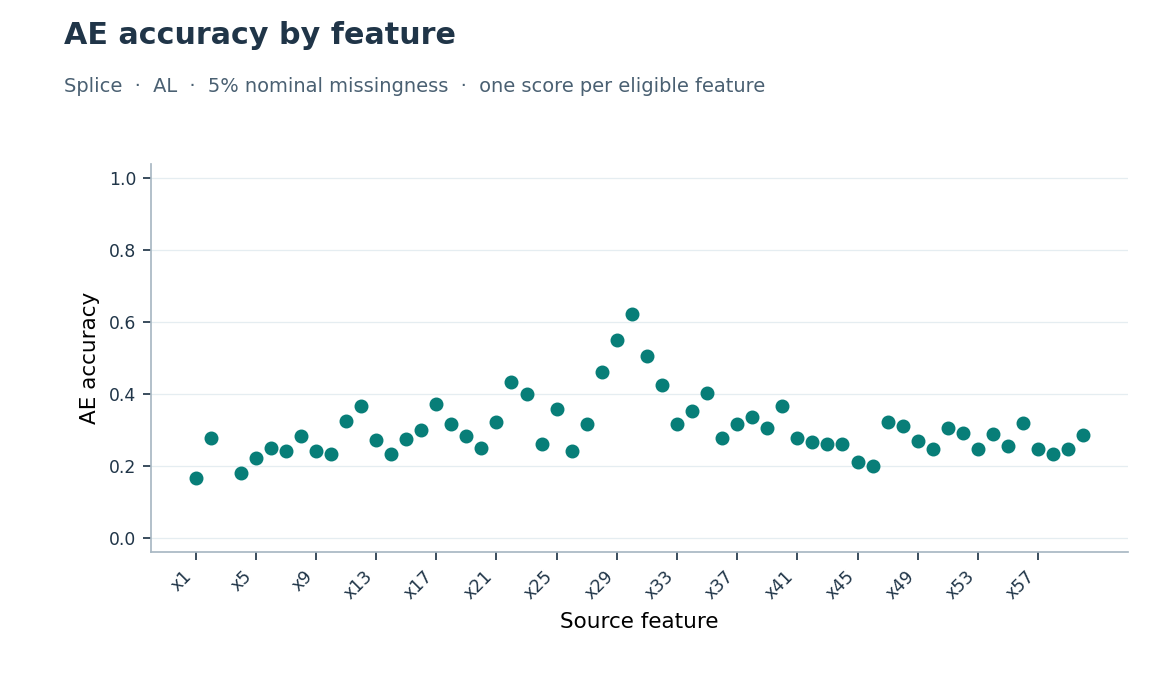 AE accuracy by feature
Splice · AL · 5% nominal missingness · one score per eligible feature
AE accuracy
1.0
0.8
0.6
0.4
0.2
0.0
x1 x5 x9 x13 x17 x21 x25 x29 x33 x37 x41 x45 x49 x53 x57
Source feature